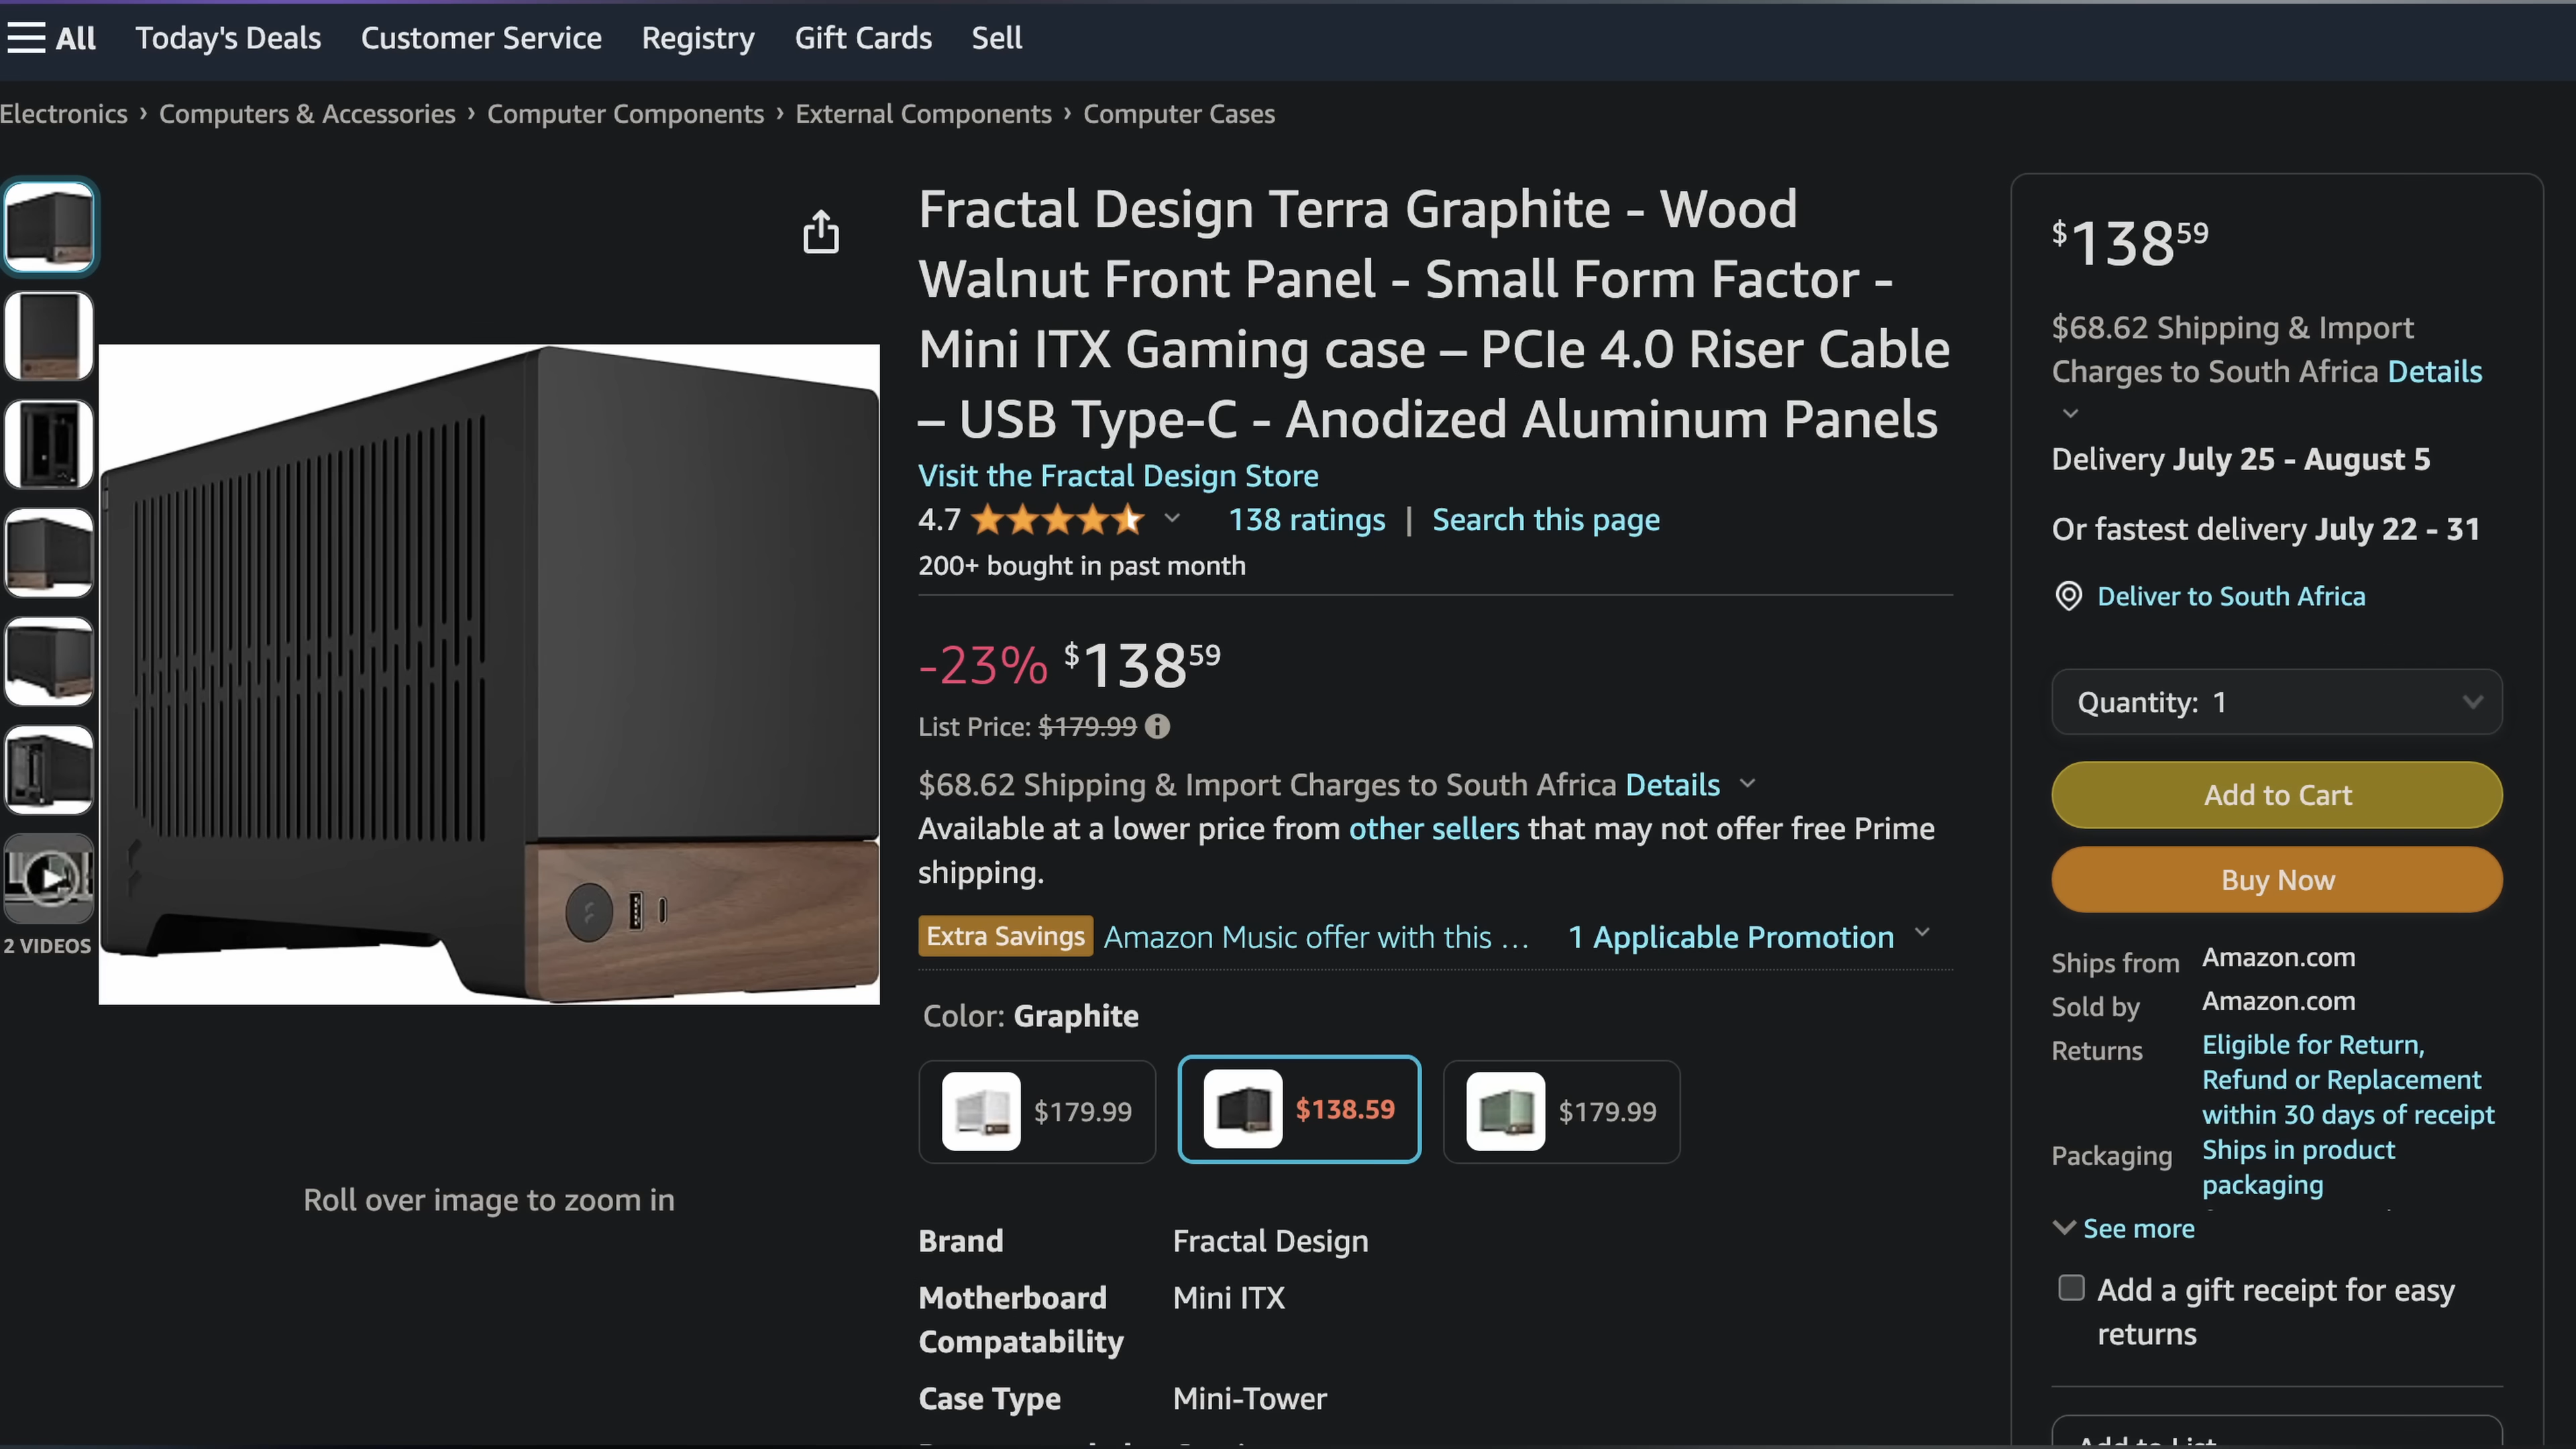 All Today's Deals Customer Service Registry Gift Cards Sell
Electronics › Computers & Accessories › Computer Components › External Components › Computer Cases
2 VIDEOS
Roll over image to zoom in
Fractal Design Terra Graphite - Wood
Walnut Front Panel - Small Form Factor -
Mini ITX Gaming case – PCIe 4.0 Riser Cable
– USB Type-C - Anodized Aluminum Panels
Visit the Fractal Design Store
4.7 138 ratings | Search this page
200+ bought in past month
-23% $138 59
List Price: $179.99
$68.62 Shipping & Import Charges to South Africa Details
Available at a lower price from other sellers that may not offer free Prime
shipping.
Extra Savings Amazon Music offer with this … 1 Applicable Promotion
Color: Graphite
$179.99 $138.59 $179.99
Brand Fractal Design
Motherboard Mini ITX
Compatability
Case Type Mini-Tower
$138 59
$68.62 Shipping & Import
Charges to South Africa Details
Delivery July 25 - August 5
Or fastest delivery July 22 - 31
Deliver to South Africa
Quantity: 1
Add to Cart
Buy Now
Ships from Amazon.com
Sold by Amazon.com
Returns Eligible for Return,
Refund or Replacement
within 30 days of receipt
Packaging Ships in product
packaging
See more
Add a gift receipt for easy
returns
Add to List